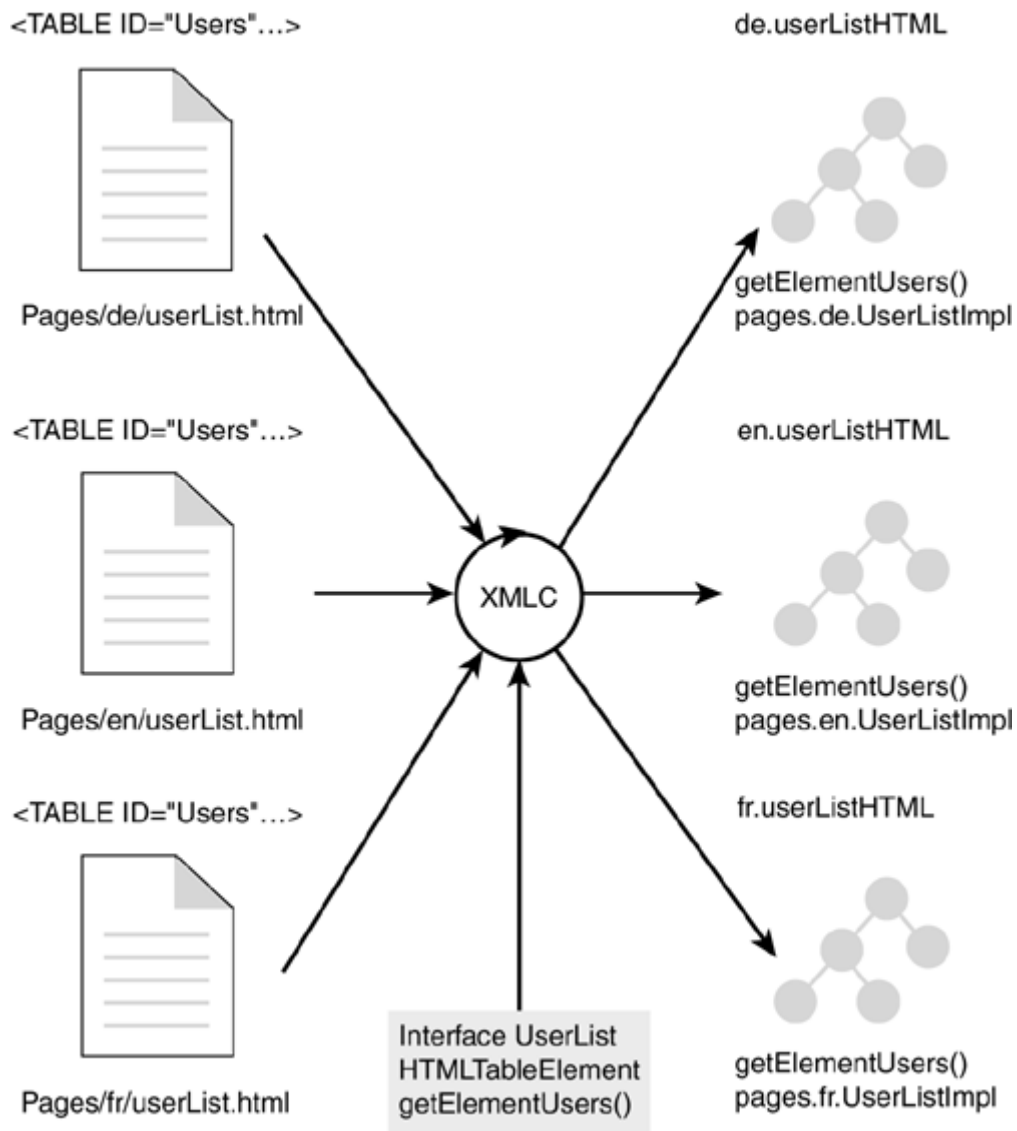 <TABLE ID="Users"...>
de.userListHTML
Pages/de/userList.html
getElementUsers()
pages.de.UserListImpl
<TABLE ID="Users"...>
en.userListHTML
XMLC
Pages/en/userList.html
getElementUsers()
pages.en.UserListImpl
<TABLE ID="Users"...>
fr.userListHTML
Interface UserList
HTMLTableElement
getElementUsers()
Pages/fr/userList.html
getElementUsers()
pages.fr.UserListImpl